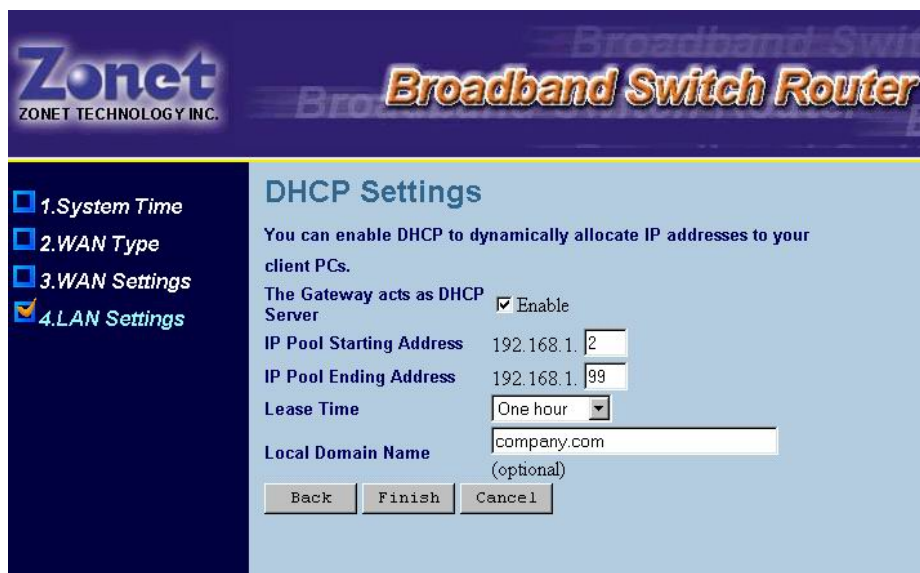 Zonet
ZONET TECHNOLOGY INC.
Broadband Switch Router
1.System Time
2.WAN Type
3.WAN Settings
4.LAN Settings
DHCP Settings
You can enable DHCP to dynamically allocate IP addresses to your
client PCs.
The Gateway acts as DHCP
Server
Enable
IP Pool Starting Address 192.168.1. 2
IP Pool Ending Address 192.168.1. 99
Lease Time One hour
Local Domain Name company.com
(optional)
Back Finish Cancel